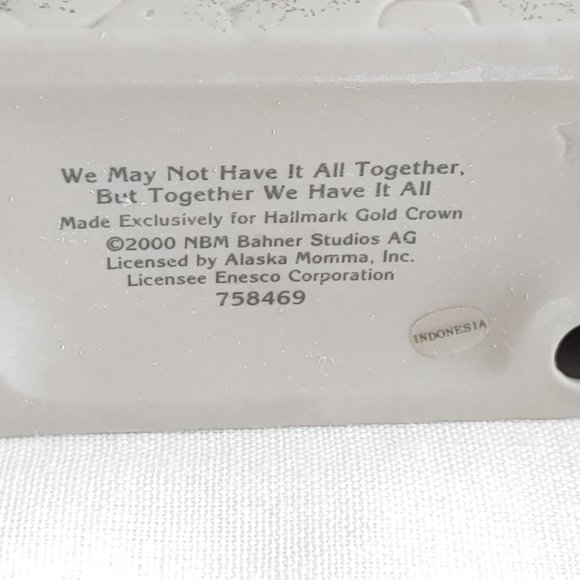 We May Not Have It All Together,
But Together We Have It All
Made Exclusively for Hallmark Gold Crown
©2000 NBM Bahner Studios AG
Licensed by Alaska Momma, Inc.
Licensee Enesco Corporation
758469
INDONESIA